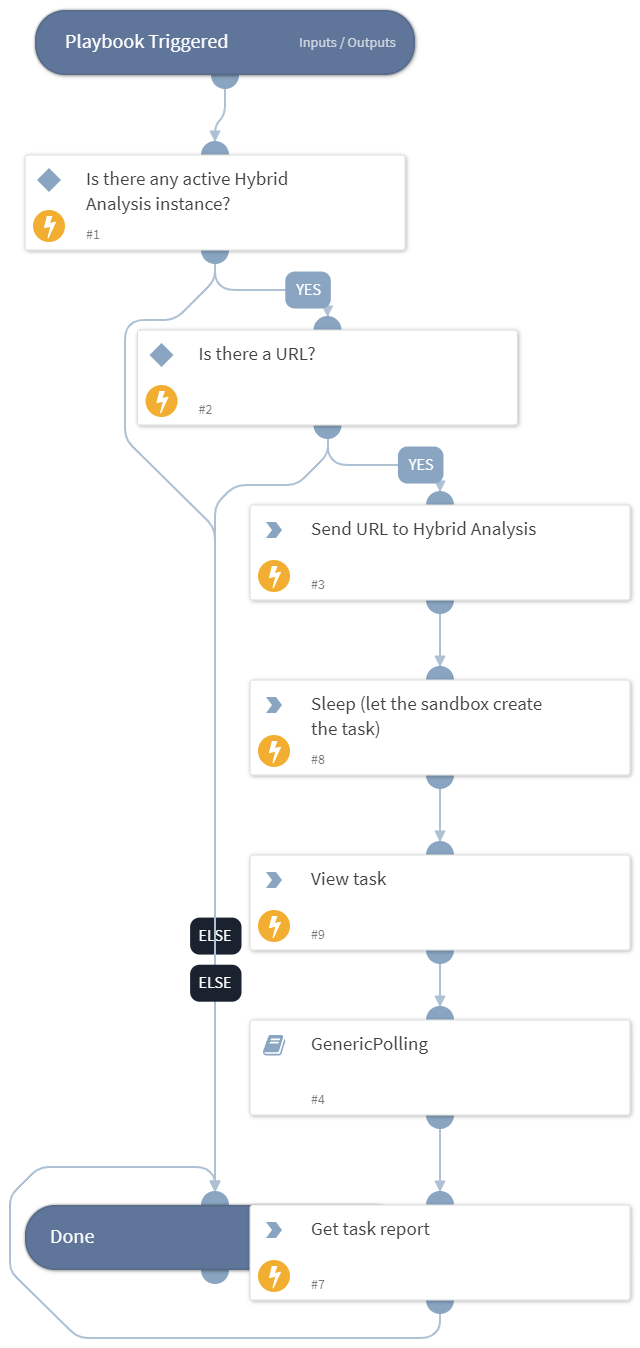 Playbook Triggered
Inputs / Outputs
Is there any active Hybrid
Analysis instance?
#1
YES
Is there a URL?
#2
YES
Send URL to Hybrid Analysis
#3
Sleep (let the sandbox create
the task)
#8
View task
#9
ELSE
ELSE
GenericPolling
#4
Done
Get task report
#7